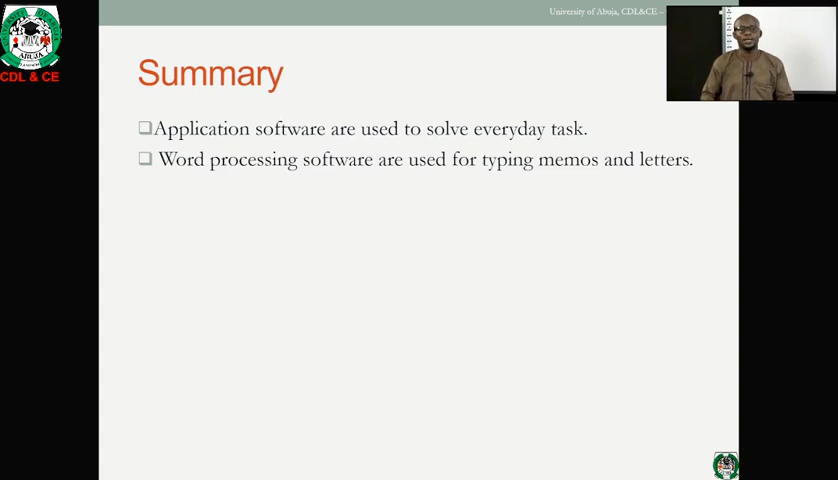 University of Abuja, CDL&CE –
ABUJA
CDL & CE
Summary
Application software are used to solve everyday task.
Word processing software are used for typing memos and letters.